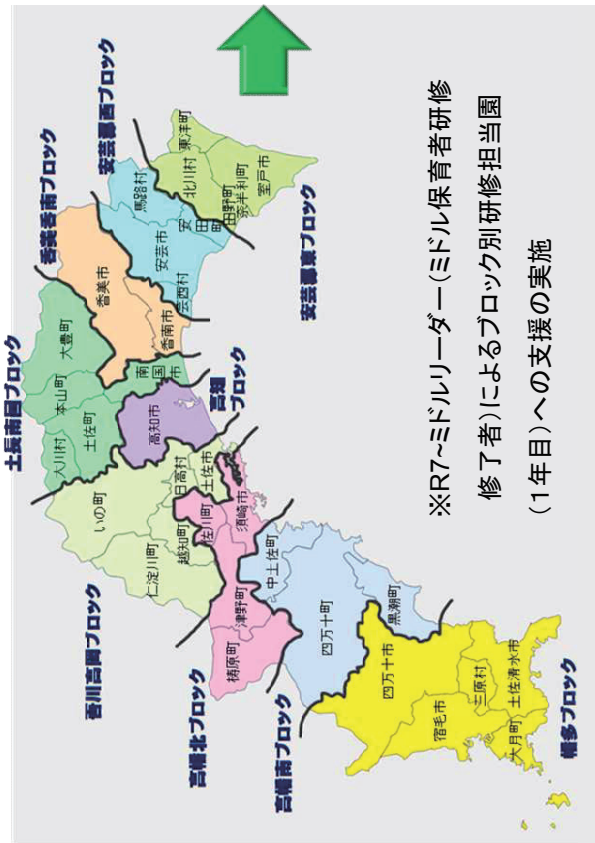 土長南國ブロック
香美香南ブロック
安芸郡西ブロック
安芸郡東ブロック
吾川高岡ブロック
高知
ブロック
高幡北ブロック
高幡南ブロック
幡多ブロック
大川村
本山町
大豊町
土佐町
南国市
香美市
香南市
馬路村
安芸市
芸西村
安田町
北川村
東洋町
田野町
奈半利町
室戸市
高知市
いの町
仁淀川町
日高村
越知町
土佐市
佐川町
須崎市
津野町
梼原町
中土佐町
四万十町
黒潮町
四万十市
宿毛市
三原村
大月町
土佐清水市
※R7~ミドルリーダー(ミドル保育者研修
修了者)によるブロック別研修担当園
(1年目)への支援の実施